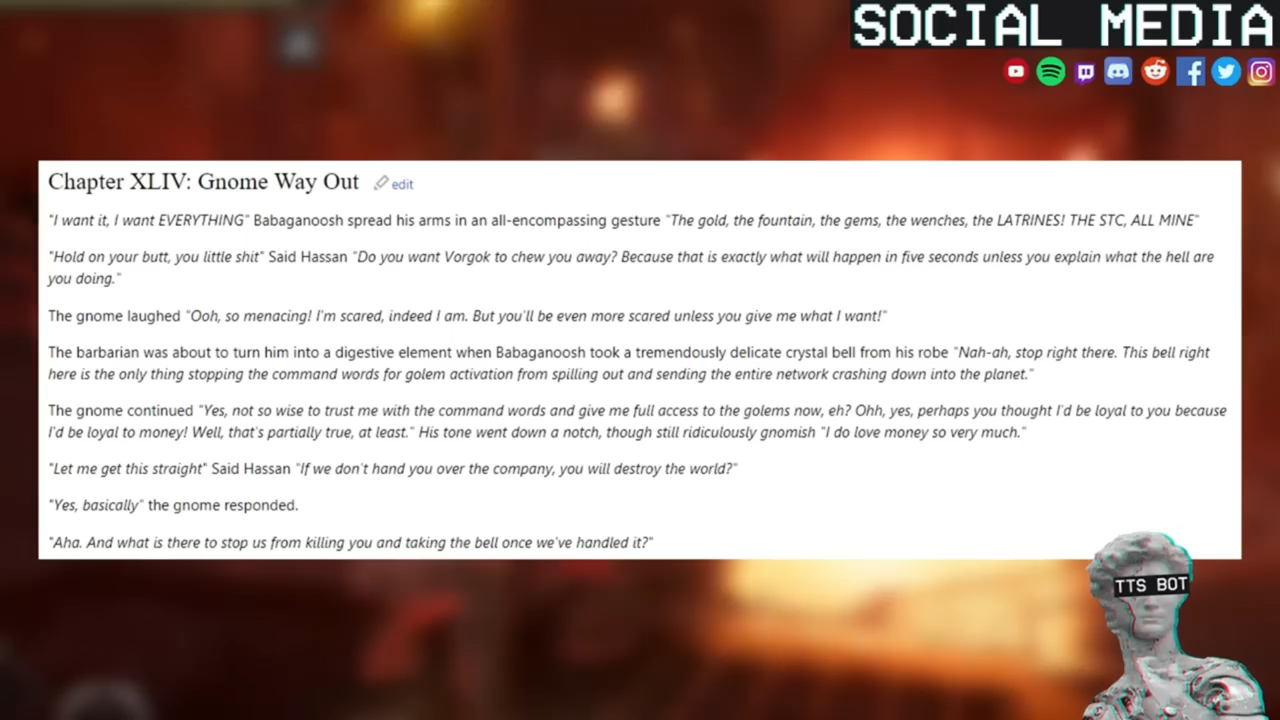 SOCIAL MEDIA
Chapter XLIV: Gnome Way Out edit
"I want it, I want EVERYTHING" Babaganoosh spread his arms in an all-encompassing gesture "The gold, the fountain, the gems, the wenches, the LATRINES! THE STC, ALL MINE"
"Hold on your butt, you little shit" Said Hassan "Do you want Vorgok to chew you away? Because that is exactly what will happen in five seconds unless you explain what the hell are
you doing."
The gnome laughed "Ooh, so menacing! I'm scared, indeed I am. But you'll be even more scared unless you give me what I want!"
The barbarian was about to turn him into a digestive element when Babaganoosh took a tremendously delicate crystal bell from his robe "Nah-ah, stop right there. This bell right
here is the only thing stopping the command words for golem activation from spilling out and sending the entire network crashing down into the planet."
The gnome continued "Yes, not so wise to trust me with the command words and give me full access to the golems now, eh? Ohh, yes, perhaps you thought I'd be loyal to you because
I'd be loyal to money! Well, that's partially true, at least." His tone went down a notch, though still ridiculously gnomish "I do love money so very much."
"Let me get this straight" Said Hassan "If we don't hand you over the company, you will destroy the world?"
"Yes, basically" the gnome responded.
"Aha. And what is there to stop us from killing you and taking the bell once we've handled it?"
TTS BOT